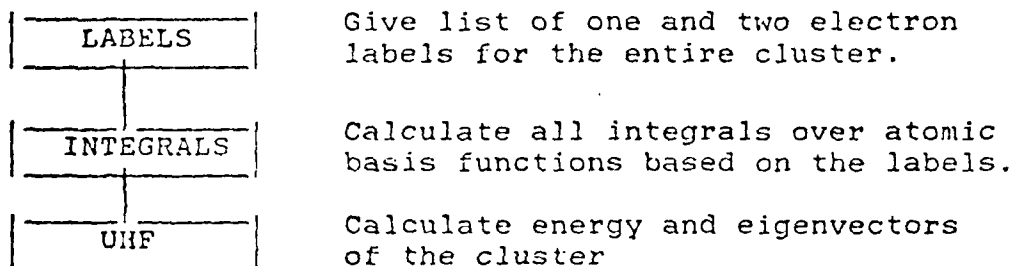 LABELS
Give list of one and two electron
labels for the entire cluster.
INTEGRALS
Calculate all integrals over atomic
basis functions based on the labels.
UHF
Calculate energy and eigenvectors
of the cluster